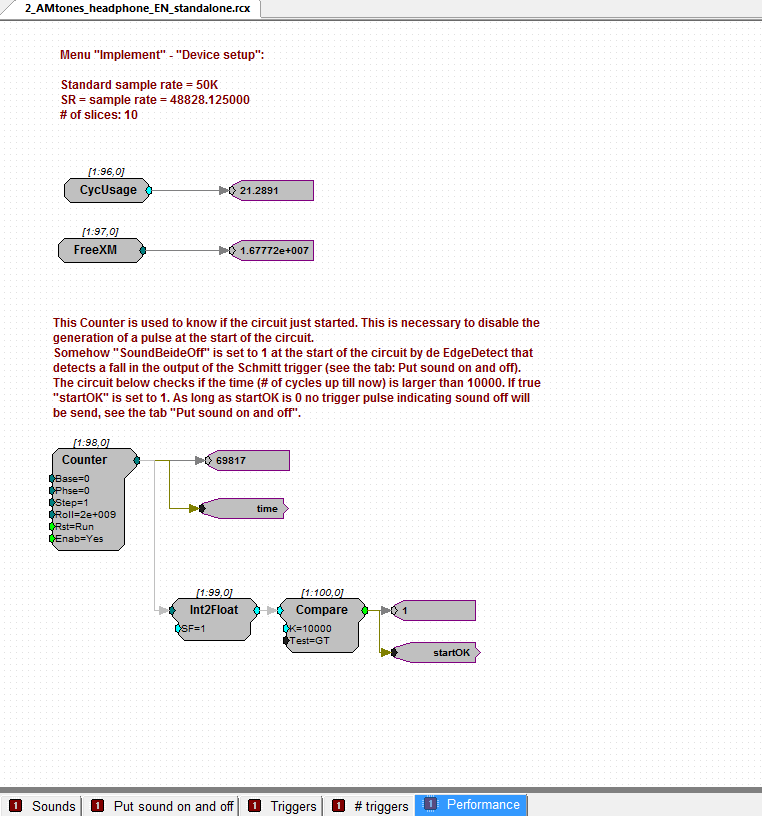 2_AMtones_headphone_EN_standalone.rcx
Menu "Implement" - "Device setup":
Standard sample rate = 50K
SR = sample rate = 48828.125000
# of slices: 10
[1:96,0]
CycUsage
21.2891
[1:97,0]
FreeXM
1.67772e+007
This Counter is used to know if the circuit just started. This is necessary to disable the
generation of a pulse at the start of the circuit.
Somehow "SoundBeideOff" is set to 1 at the start of the circuit by de EdgeDetect that
detects a fall in the output of the Schmitt trigger (see the tab: Put sound on and off).
The circuit below checks if the time (# of cycles up till now) is larger than 10000. If true
"startOK" is set to 1. As long as startOK is 0 no trigger pulse indicating sound off will
be send, see the tab "Put sound on and off".
[1:98,0]
Counter
69817
Base=0
Phse=0
Step=1
Roll=2e+009
Rst=Run
Enab=Yes
time
[1:99,0]
Int2Float
SF=1
[1:100,0]
Compare
K=10000
Test=GT
1
startOK
1 Sounds
1 Put sound on and off
1 Triggers
1 # triggers
1 Performance